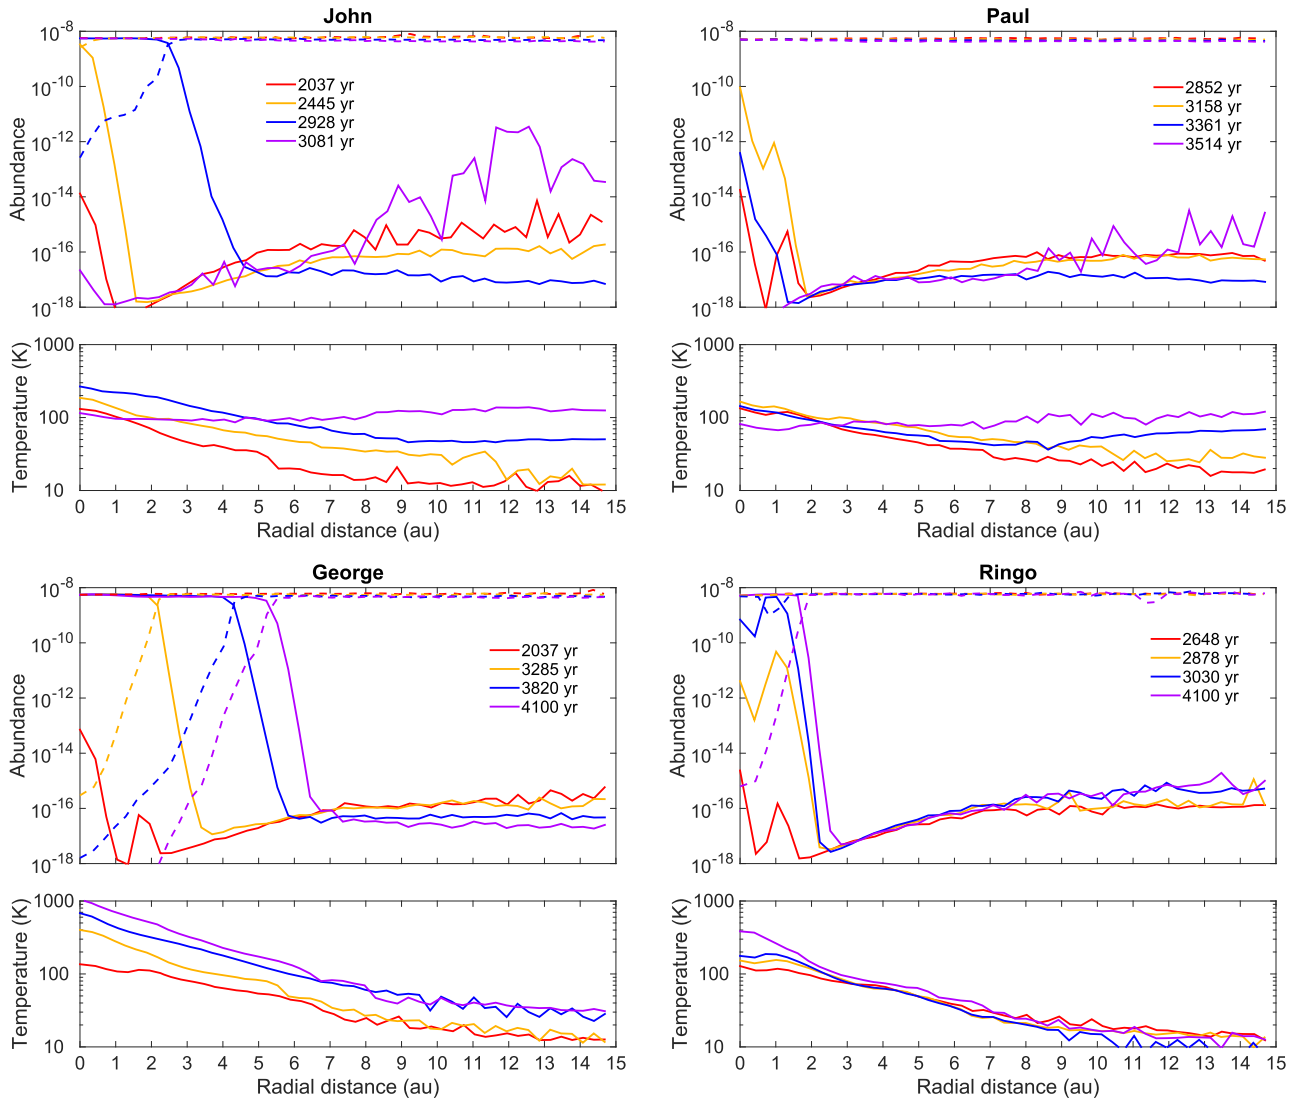 John
Abundance
10⁻⁸
10⁻¹⁰
10⁻¹²
10⁻¹⁴
10⁻¹⁶
10⁻¹⁸
2037 yr
2445 yr
2928 yr
3081 yr
Temperature (K)
1000
100
10
0 1 2 3 4 5 6 7 8 9 10 11 12 13 14 15
Radial distance (au)
Paul
Abundance
10⁻⁸
10⁻¹⁰
10⁻¹²
10⁻¹⁴
10⁻¹⁶
10⁻¹⁸
2852 yr
3158 yr
3361 yr
3514 yr
Temperature (K)
1000
100
10
0 1 2 3 4 5 6 7 8 9 10 11 12 13 14 15
Radial distance (au)
George
Abundance
10⁻⁸
10⁻¹⁰
10⁻¹²
10⁻¹⁴
10⁻¹⁶
10⁻¹⁸
2037 yr
3285 yr
3820 yr
4100 yr
Temperature (K)
1000
100
10
0 1 2 3 4 5 6 7 8 9 10 11 12 13 14 15
Radial distance (au)
Ringo
Abundance
10⁻⁸
10⁻¹⁰
10⁻¹²
10⁻¹⁴
10⁻¹⁶
10⁻¹⁸
2648 yr
2878 yr
3030 yr
4100 yr
Temperature (K)
1000
100
10
0 1 2 3 4 5 6 7 8 9 10 11 12 13 14 15
Radial distance (au)